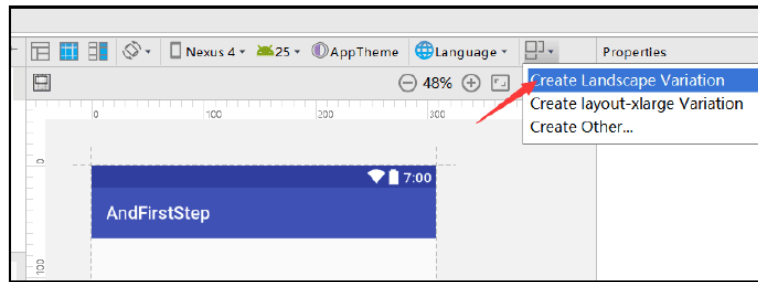 Nexus 4 25 AppTheme Language Properties
48% Create Landscape Variation
Create layout-xlarge Variation
Create Other...
0 100 200 300
0
7:00
AndFirstStep
100